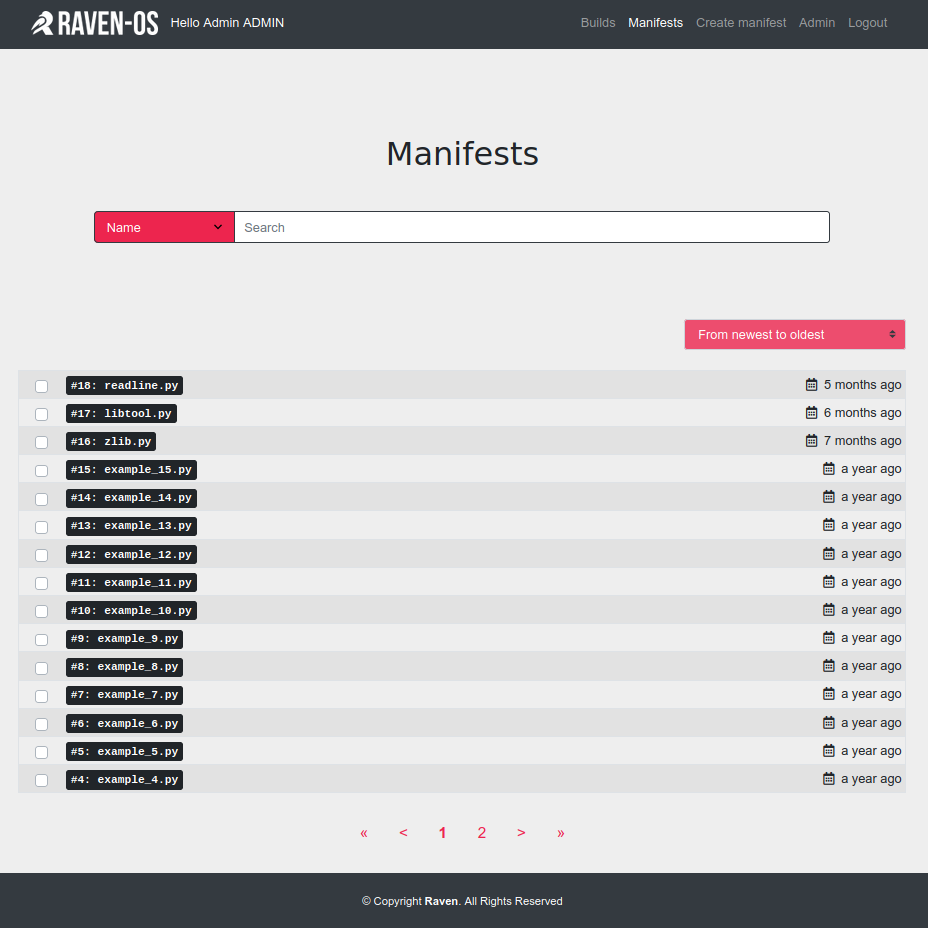 RAVEN-OS Hello Admin ADMIN Builds Manifests Create manifest Admin Logout
Manifests
Name Search
From newest to oldest
#18: readline.py 5 months ago
#17: libtool.py 6 months ago
#16: zlib.py 7 months ago
#15: example_15.py a year ago
#14: example_14.py a year ago
#13: example_13.py a year ago
#12: example_12.py a year ago
#11: example_11.py a year ago
#10: example_10.py a year ago
#9: example_9.py a year ago
#8: example_8.py a year ago
#7: example_7.py a year ago
#6: example_6.py a year ago
#5: example_5.py a year ago
#4: example_4.py a year ago
« < 1 2 > »
© Copyright Raven. All Rights Reserved